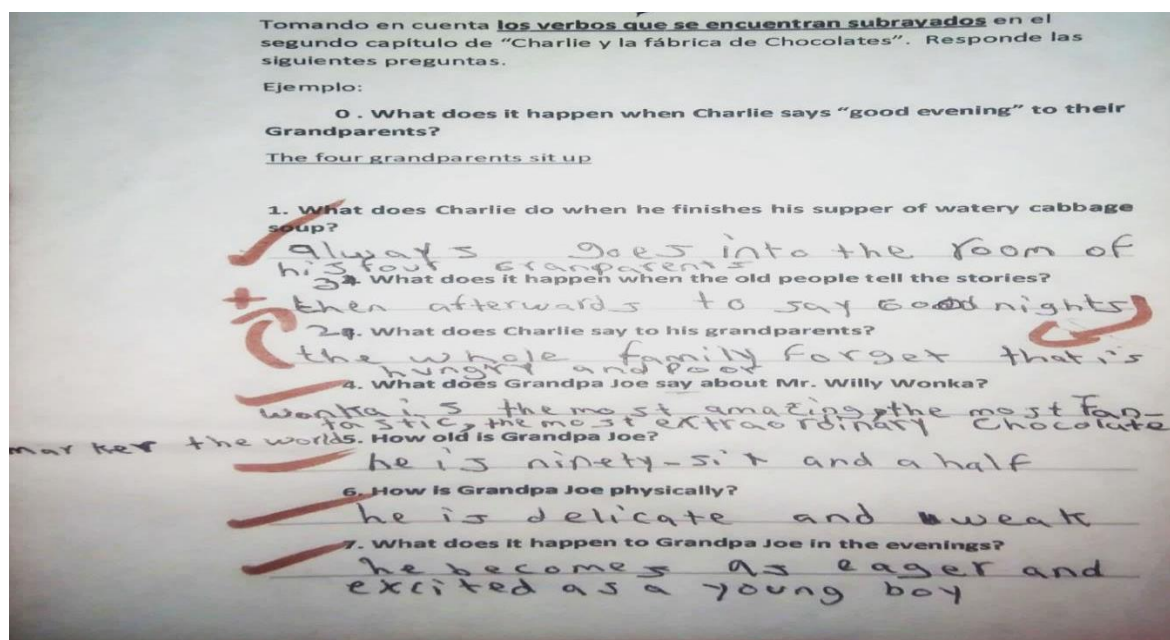 Tomando en cuenta los verbos que se encuentran subrayados en el
segundo capítulo de "Charlie y la fábrica de Chocolates". Responde las
siguientes preguntas.
Ejemplo:
0 . What does it happen when Charlie says "good evening" to their
Grandparents?
The four grandparents sit up
1. What does Charlie do when he finishes his supper of watery cabbage
soup?
always goes into the room of
his four Granparents
3. What does it happen when the old people tell the stories?
then afterwards to say Good nights
2. What does Charlie say to his grandparents?
the whole family forget that is
hungry and Poor
4. What does Grandpa Joe say about Mr. Willy Wonka?
wonka is the most amazing, the most Fan-
tastic, the most extraordinary Chocolate
marker the world
5. How old is Grandpa Joe?
he is ninety-six and a half
6. How is Grandpa Joe physically?
he is delicate and weak
7. What does it happen to Grandpa Joe in the evenings?
he becomes as eager and
excited as a young boy